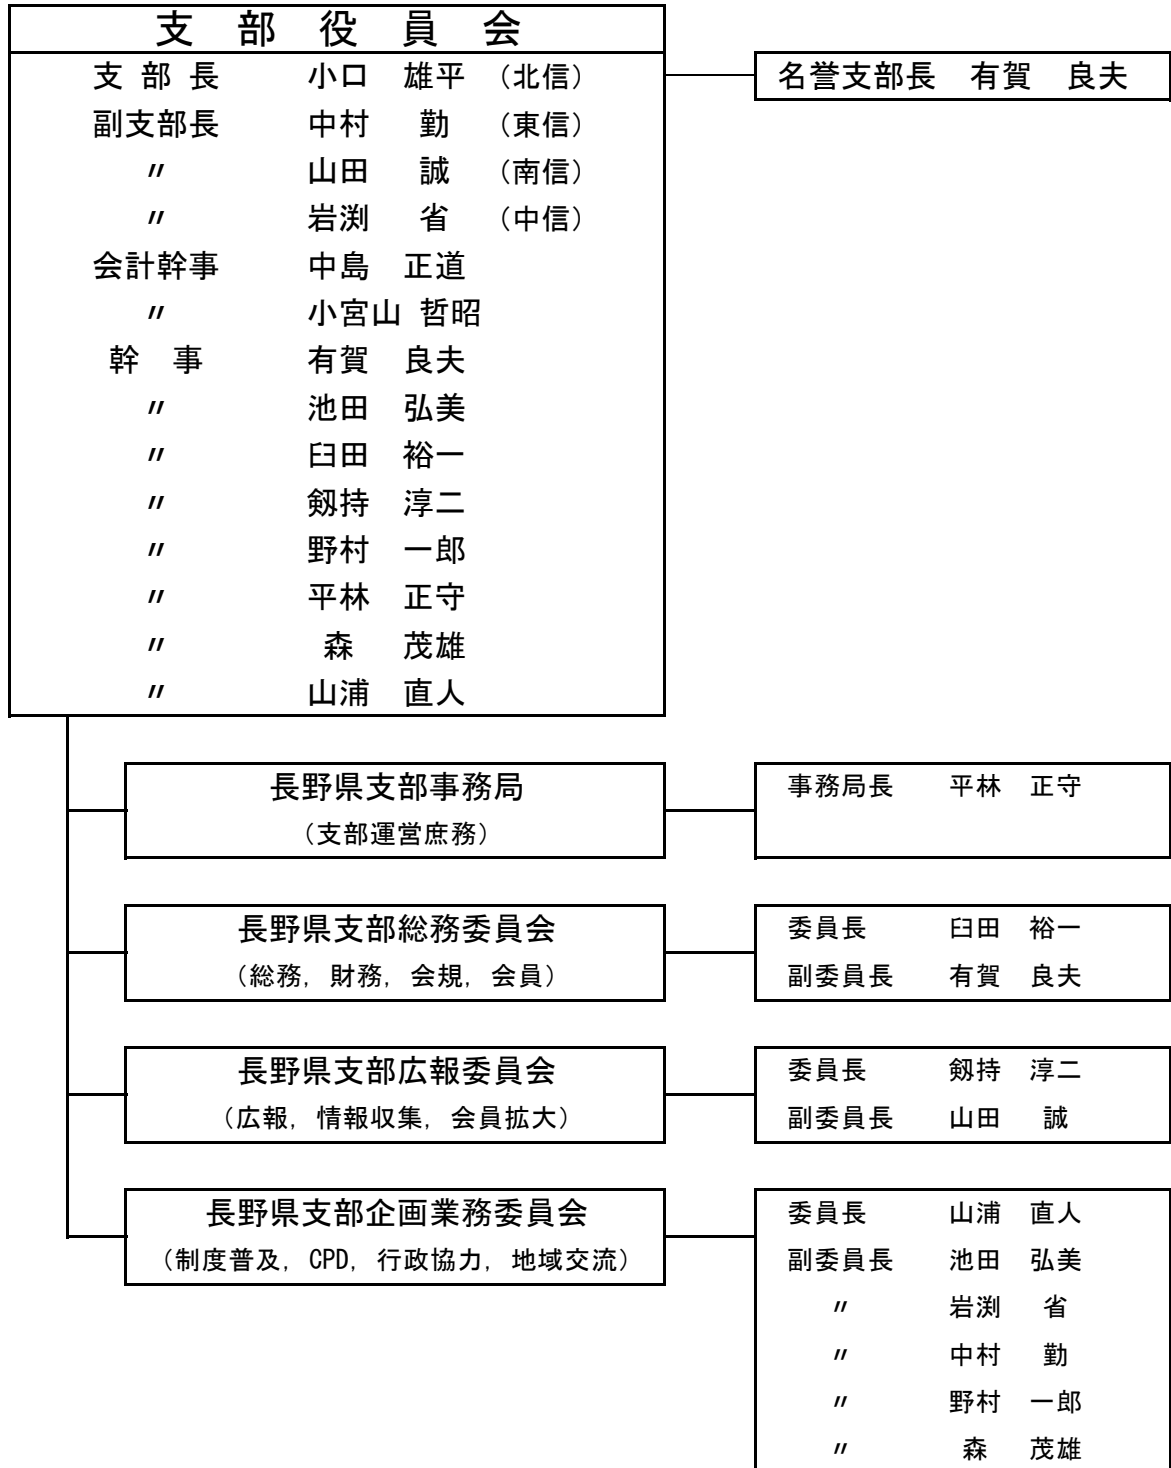 支部役員会
支部長 小口 雄平 (北信)
名誉支部長 有賀 良夫
副支部長 中村 勤 (東信)
〃 山田 誠 (南信)
〃 岩渕 省 (中信)
会計幹事 中島 正道
〃 小宮山 哲昭
幹事 有賀 良夫
〃 池田 弘美
〃 臼田 裕一
〃 剱持 淳二
〃 野村 一郎
〃 平林 正守
〃 森 茂雄
〃 山浦 直人
長野県支部事務局
(支部運営庶務)
事務局長 平林 正守
長野県支部総務委員会
(総務, 財務, 会規, 会員)
委員長 臼田 裕一
副委員長 有賀 良夫
長野県支部広報委員会
(広報, 情報収集, 会員拡大)
委員長 剱持 淳二
副委員長 山田 誠
長野県支部企画業務委員会
(制度普及, CPD, 行政協力, 地域交流)
委員長 山浦 直人
副委員長 池田 弘美
〃 岩渕 省
〃 中村 勤
〃 野村 一郎
〃 森 茂雄